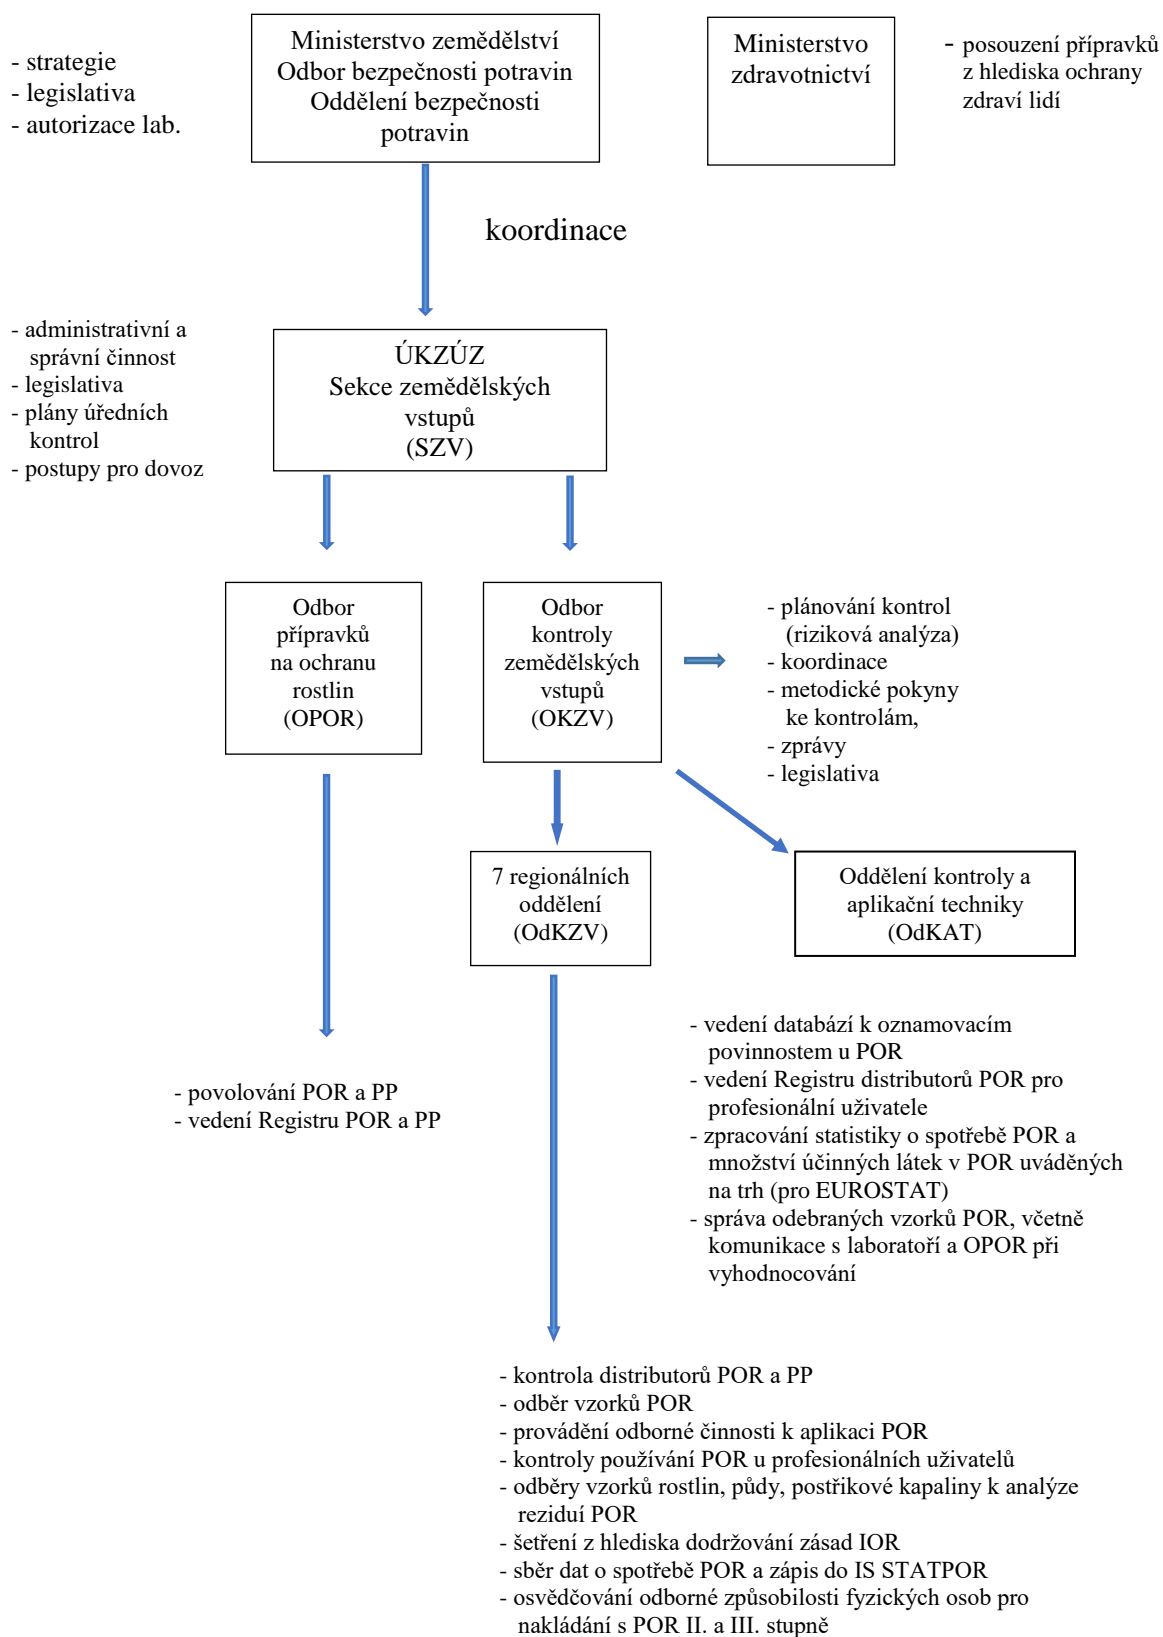 - strategie
- legislativa
- autorizace lab.
Ministerstvo zemědělství
Odbor bezpečnosti potravin
Oddělení bezpečnosti
potravin
Ministerstvo
zdravotnictví
- posouzení přípravků
z hlediska ochrany
zdraví lidí
koordinace
- administrativní a
správní činnost
- legislativa
- plány úředních
kontrol
- postupy pro dovoz
ÚKZÚZ
Sekce zemědělských
vstupů
(SZV)
Odbor
přípravků
na ochranu
rostlin
(OPOR)
Odbor
kontroly
zemědělských
vstupů
(OKZV)
- plánování kontrol
(riziková analýza)
- koordinace
- metodické pokyny
ke kontrolám,
- zprávy
- legislativa
7 regionálních
oddělení
(OdKZV)
Oddělení kontroly a
aplikační techniky
(OdKAT)
- povolování POR a PP
- vedení Registru POR a PP
- vedení databází k oznamovacím
povinnostem u POR
- vedení Registru distributorů POR pro
profesionální uživatele
- zpracování statistiky o spotřebě POR a
množství účinných látek v POR uváděných
na trh (pro EUROSTAT)
- správa odebraných vzorků POR, včetně
komunikace s laboratoří a OPOR při
vyhodnocování
- kontrola distributorů POR a PP
- odběr vzorků POR
- provádění odborné činnosti k aplikaci POR
- kontroly používání POR u profesionálních uživatelů
- odběry vzorků rostlin, půdy, postřikové kapaliny k analýze
reziduí POR
- šetření z hlediska dodržování zásad IOR
- sběr dat o spotřebě POR a zápis do IS STATPOR
- osvědčování odborné způsobilosti fyzických osob pro
nakládání s POR II. a III. stupně